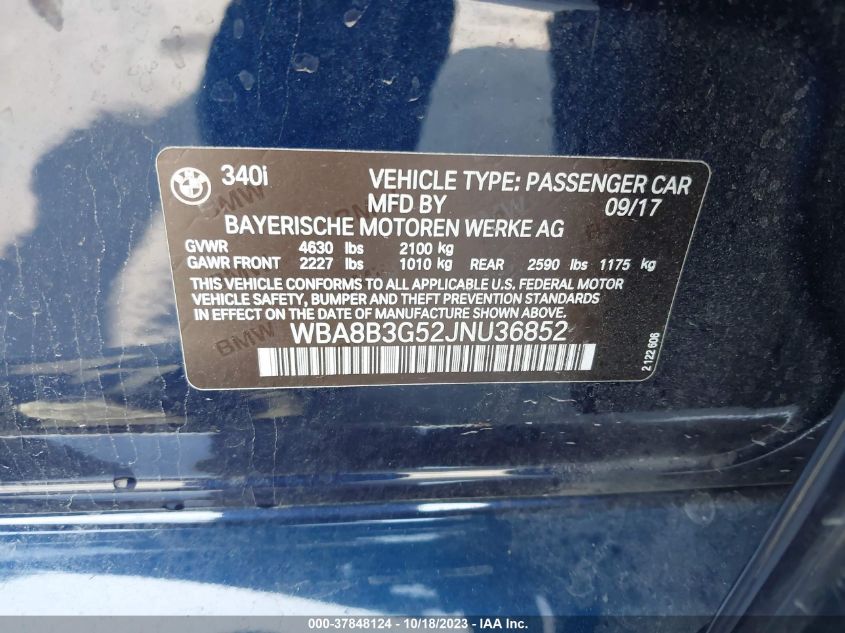 340i VEHICLE TYPE: PASSENGER CAR
MFD BY 09/17
BAYERISCHE MOTOREN WERKE AG
GVWR 4630 lbs 2100 kg
GAWR FRONT 2227 lbs 1010 kg REAR 2590 lbs 1175 kg
THIS VEHICLE CONFORMS TO ALL APPLICABLE U.S. FEDERAL MOTOR
VEHICLE SAFETY, BUMPER AND THEFT PREVENTION STANDARDS
IN EFFECT ON THE DATE OF MANUFACTURE SHOWN ABOVE.
WBA8B3G52JNU36852
2 122 606
000-37848124 - 10/18/2023 - IAA Inc.